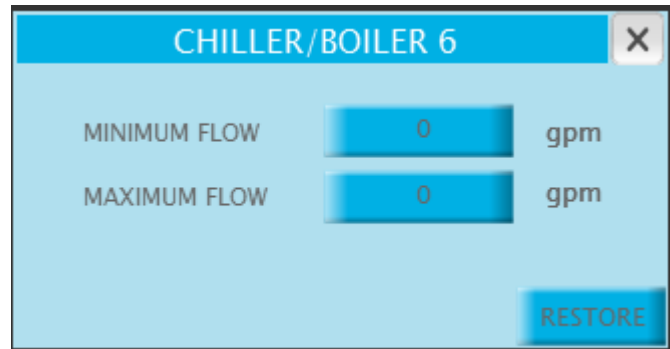 CHILLER/BOILER 6
MINIMUM FLOW 0 gpm
MAXIMUM FLOW 0 gpm
RESTORE